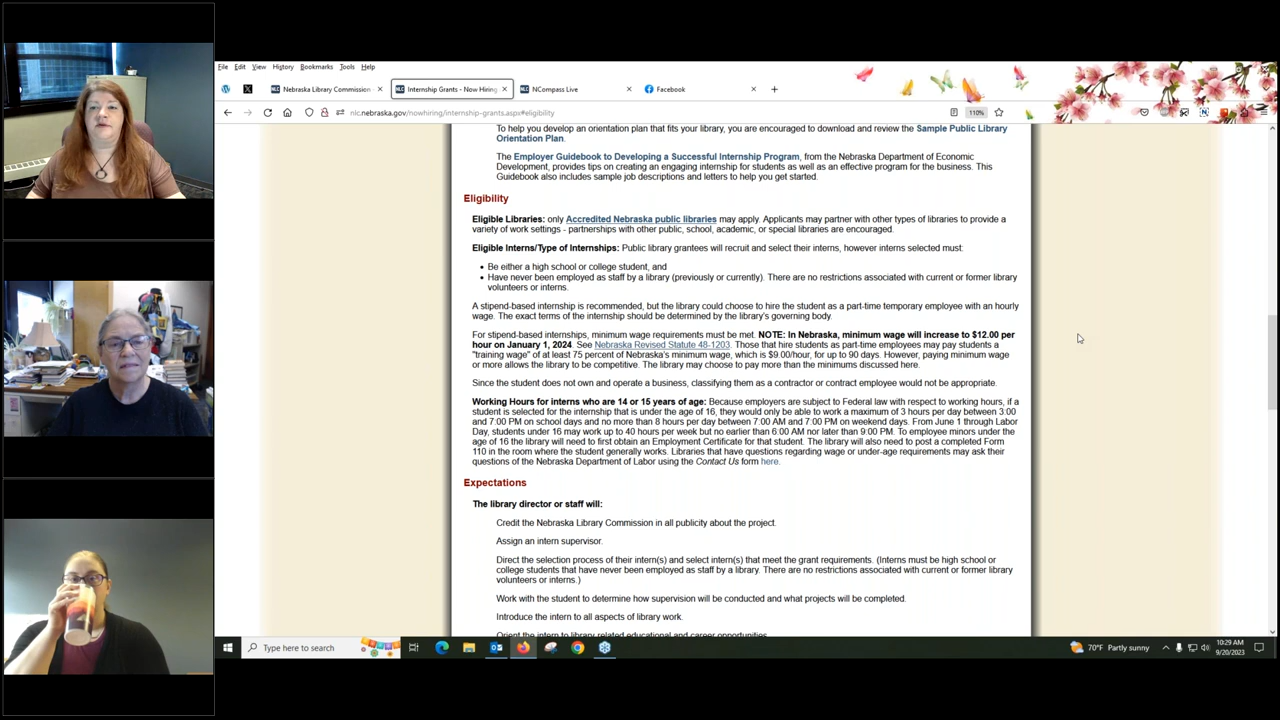 File Edit View History Bookmarks Tools Help
Nebraska Library Commission - × Internship Grants - Now Hiring × NCompass Live × Facebook × +
nlc.nebraska.gov/nowhiring/internship-grants.aspx#eligibility 110%
To help you develop an orientation plan that fits your library, you are encouraged to download and review the Sample Public Library
Orientation Plan.
The Employer Guidebook to Developing a Successful Internship Program, from the Nebraska Department of Economic
Development, provides tips on creating an engaging internship for students as well as an effective program for the business. This
Guidebook also includes sample job descriptions and letters to help you get started.
Eligibility
Eligible Libraries: only Accredited Nebraska public libraries may apply. Applicants may partner with other types of libraries to provide a
variety of work settings - partnerships with other public, school, academic, or special libraries are encouraged.
Eligible Interns/Type of Internships: Public library grantees will recruit and select their interns, however interns selected must:
• Be either a high school or college student, and
• Have never been employed as staff by a library (previously or currently). There are no restrictions associated with current or former library
volunteers or interns.
A stipend-based internship is recommended, but the library could choose to hire the student as a part-time temporary employee with an hourly
wage. The exact terms of the internship should be determined by the library's governing body.
For stipend-based internships, minimum wage requirements must be met. NOTE: In Nebraska, minimum wage will increase to $12.00 per
hour on January 1, 2024. See Nebraska Revised Statute 48-1203. Those that hire students as part-time employees may pay students a
"training wage" of at least 75 percent of Nebraska's minimum wage, which is $9.00/hour, for up to 90 days. However, paying minimum wage
or more allows the library to be competitive. The library may choose to pay more than the minimums discussed here.
Since the student does not own and operate a business, classifying them as a contractor or contract employee would not be appropriate.
Working Hours for interns who are 14 or 15 years of age: Because employers are subject to Federal law with respect to working hours, if a
student is selected for the internship that is under the age of 16, they would only be able to work a maximum of 3 hours per day between 3:00
and 7:00 PM on school days and no more than 8 hours per day between 7:00 AM and 7:00 PM on weekend days. From June 1 through Labor
Day, students under 16 may work up to 40 hours per week but no earlier than 6:00 AM nor later than 9:00 PM. To employee minors under the
age of 16 the library will need to first obtain an Employment Certificate for that student. The library will also need to post a completed Form
110 in the room where the student generally works. Libraries that have questions regarding wage or under-age requirements may ask their
questions of the Nebraska Department of Labor using the Contact Us form here.
Expectations
The library director or staff will:
Credit the Nebraska Library Commission in all publicity about the project.
Assign an intern supervisor.
Direct the selection process of their intern(s) and select intern(s) that meet the grant requirements. (Interns must be high school or
college students that have never been employed as staff by a library. There are no restrictions associated with current or former library
volunteers or interns.)
Work with the student to determine how supervision will be conducted and what projects will be completed.
Introduce the intern to all aspects of library work.
Orient the intern to library related educational and career opportunities
Type here to search
70°F Partly sunny
10:29 AM
9/20/2023